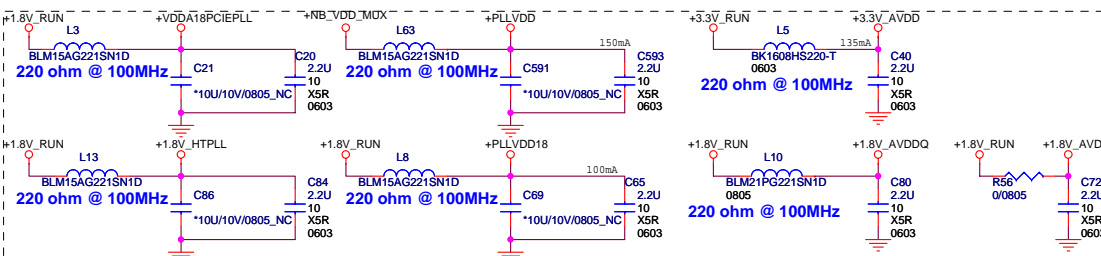 +1.8V_RUN
L3
BLM15AG221SN1D
220 ohm @ 100MHz
+VDDA18PCIEPLL
C21
*10U/10V/0805_NC
C20
2.2U
10
X5R
0603
+NB_VDD_MUX
L63
BLM15AG221SN1D
220 ohm @ 100MHz
+PLLVDD
150mA
C591
*10U/10V/0805_NC
C593
2.2U
10
X5R
0603
+3.3V_RUN
L5
BK1608HS220-T
0603
220 ohm @ 100MHz
135mA
+3.3V_AVDD
C40
2.2U
10
X5R
0603
+1.8V_RUN
L13
BLM15AG221SN1D
220 ohm @ 100MHz
+1.8V_HTPLL
C86
*10U/10V/0805_NC
C84
2.2U
10
X5R
0603
+1.8V_RUN
L8
BLM15AG221SN1D
220 ohm @ 100MHz
+PLLVDD18
100mA
C69
*10U/10V/0805_NC
C65
2.2U
10
X5R
0603
+1.8V_RUN
L10
BLM21PG221SN1D
0805
220 ohm @ 100MHz
+1.8V_AVDDQ
C80
2.2U
10
X5R
0603
+1.8V_RUN
R56
0/0805
+1.8V_AVD
C72
2.2U
10
X5R
0603